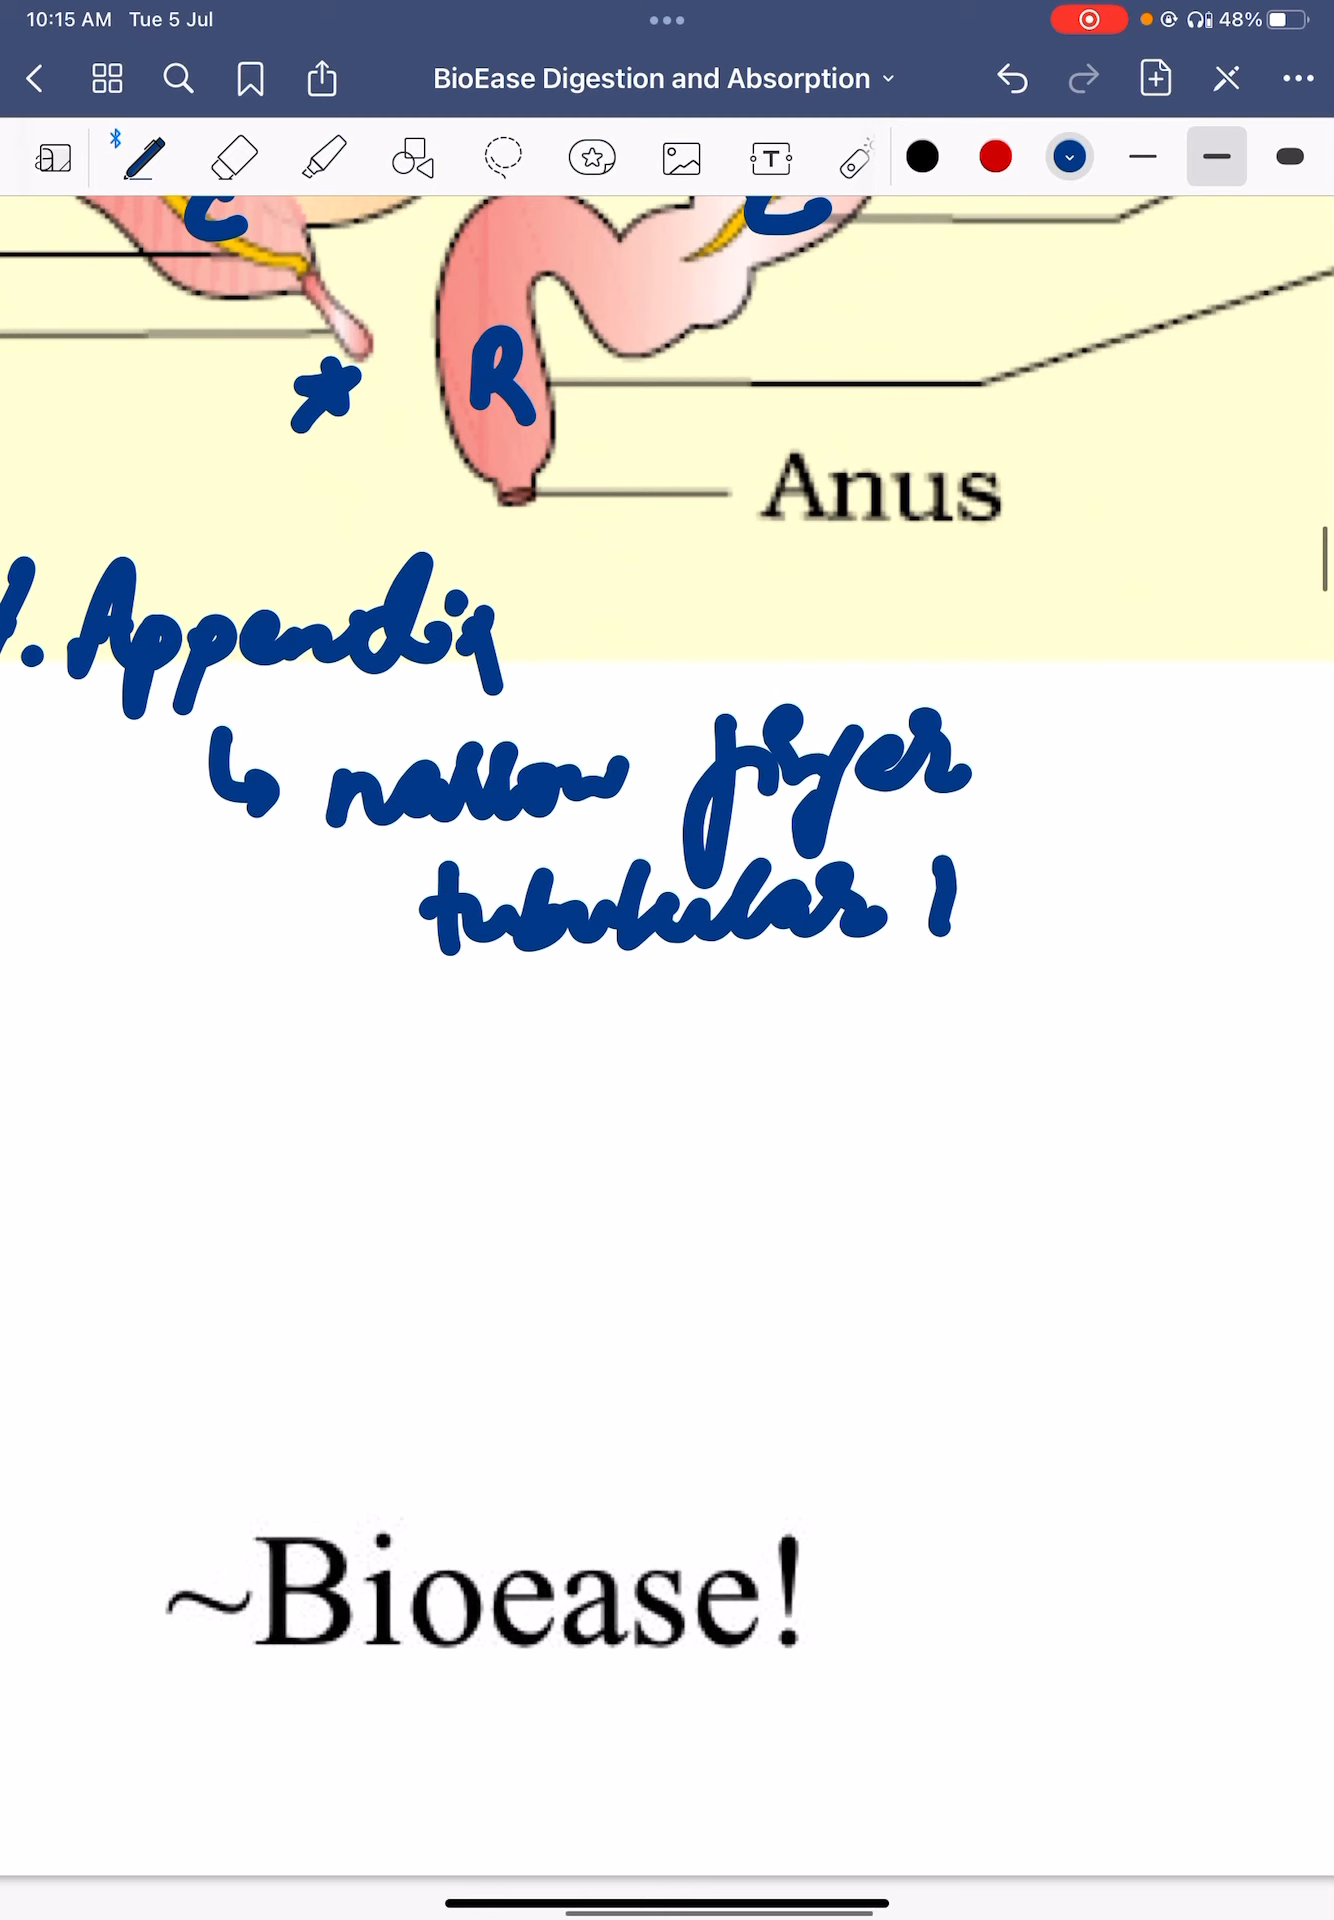 10:15 AM Tue 5 Jul
48%
BioEase Digestion and Absorption
T
C
C
R
Anus
V. Appendix
↳ narrow finger
tubular
~Bioease!